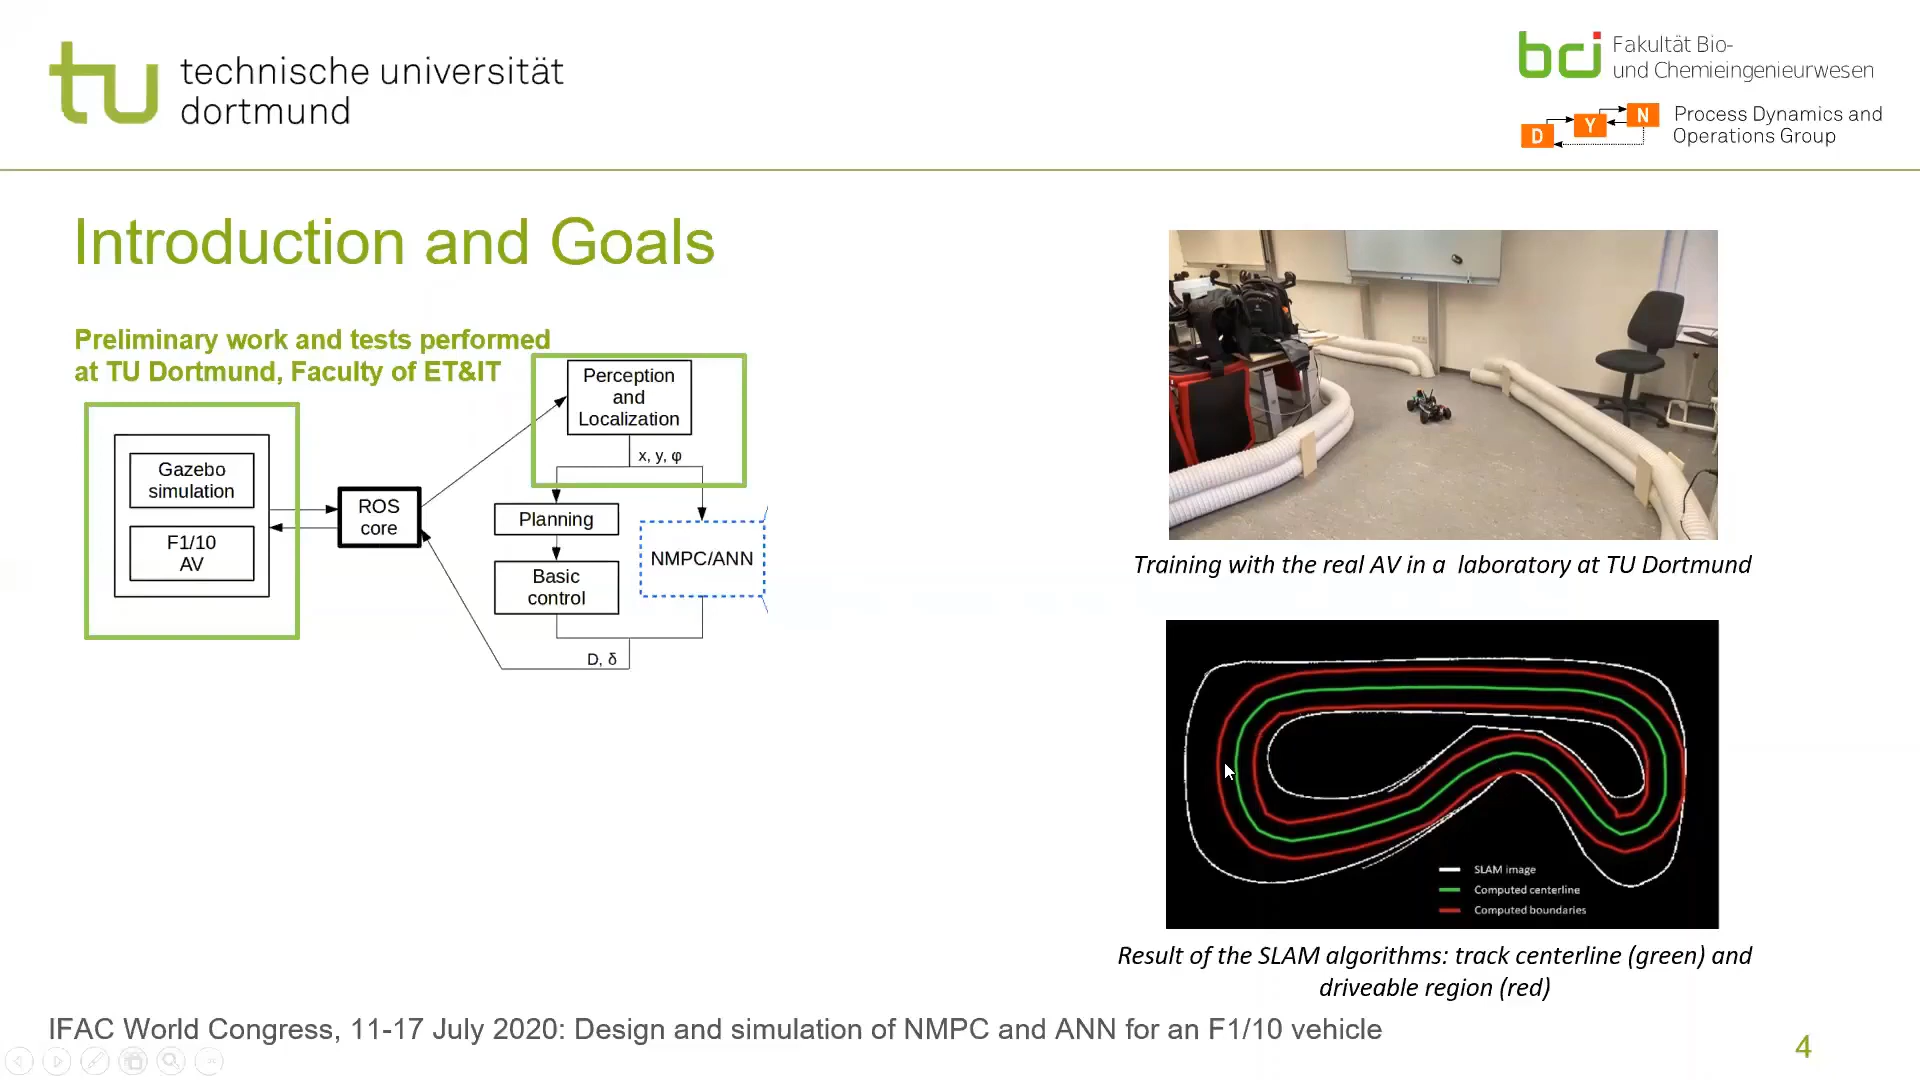 technische universität
dortmund
bci
Fakultät Bio-
und Chemieingenieurwesen
D Y N
Process Dynamics and
Operations Group
Introduction and Goals
Preliminary work and tests performed
at TU Dortmund, Faculty of ET&IT
Gazebo
simulation
F1/10
AV
ROS
core
Perception
and
Localization
x, y, φ
Planning
Basic
control
NMPC/ANN
D, δ
Training with the real AV in a laboratory at TU Dortmund
SLAM image
Computed centerline
Computed boundaries
Result of the SLAM algorithms: track centerline (green) and
driveable region (red)
IFAC World Congress, 11-17 July 2020: Design and simulation of NMPC and ANN for an F1/10 vehicle
4